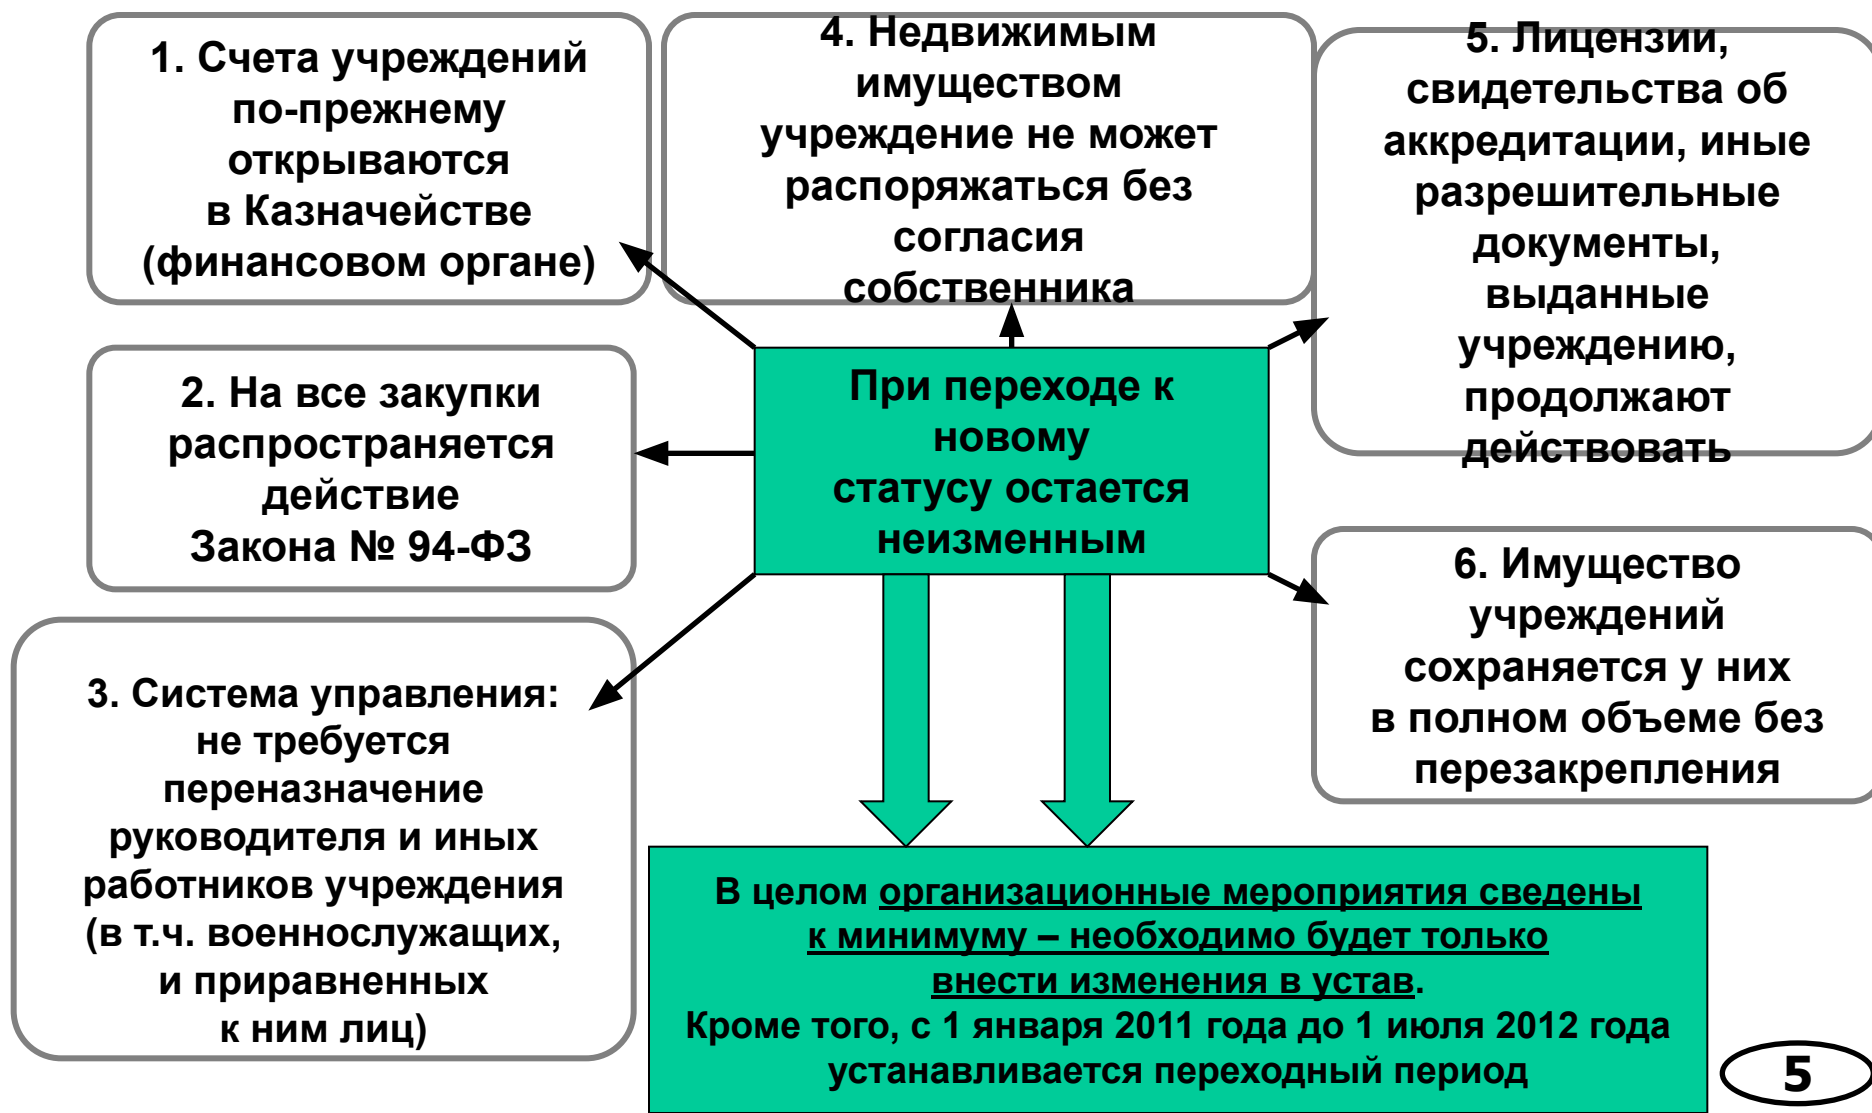 1. Счета учреждений
по-прежнему
открываются
в Казначействе
(финансовом органе)
2. На все закупки
распространяется
действие
Закона № 94-ФЗ
3. Система управления:
не требуется
переназначение
руководителя и иных
работников учреждения
(в т.ч. военнослужащих,
и приравненных
к ним лиц)
4. Недвижимым
имуществом
учреждение не может
распоряжаться без
согласия
собственника
5. Лицензии,
свидетельства об
аккредитации, иные
разрешительные
документы,
выданные
учреждению,
продолжают
действовать
6. Имущество
учреждений
сохраняется у них
в полном объеме без
перезакрепления
При переходе к
новому
статусу остается
неизменным
В целом организационные мероприятия сведены
к минимуму – необходимо будет только
внести изменения в устав.
Кроме того, с 1 января 2011 года до 1 июля 2012 года
устанавливается переходный период
5